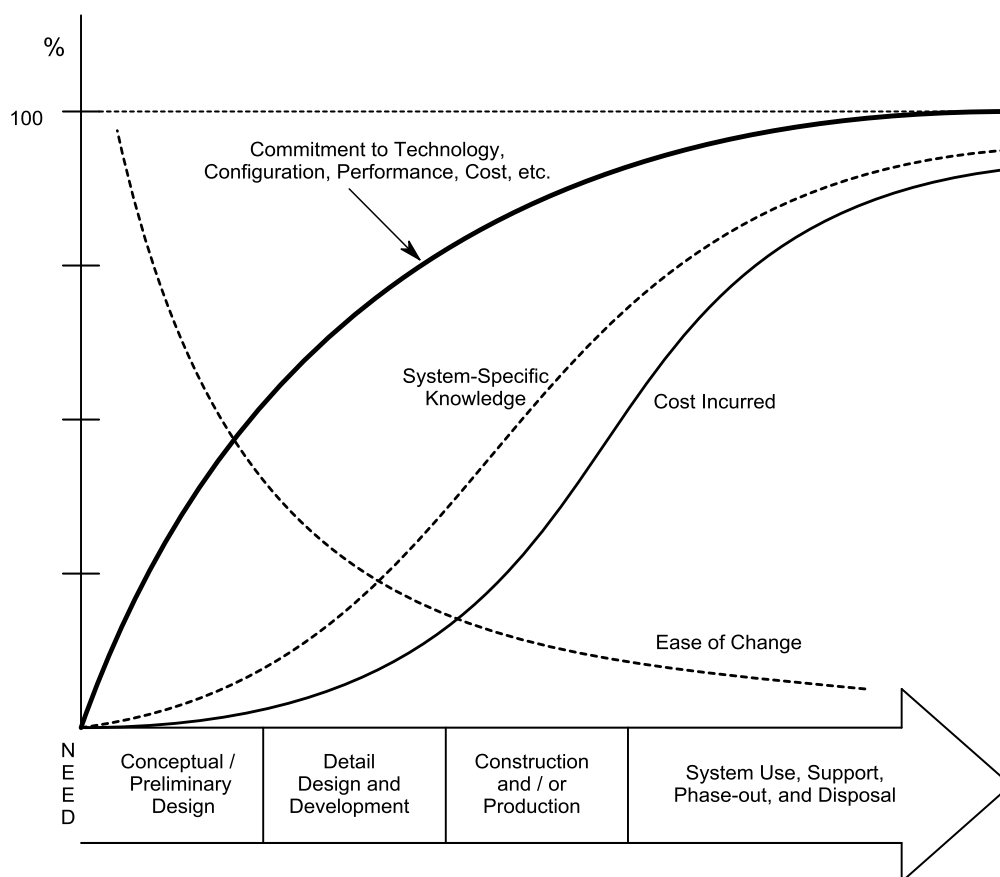 %
100
Commitment to Technology,
Configuration, Performance, Cost, etc.
System-Specific
Knowledge
Cost Incurred
Ease of Change
N
E
E
D
Conceptual /
Preliminary
Design
Detail
Design and
Development
Construction
and / or
Production
System Use, Support,
Phase-out, and Disposal